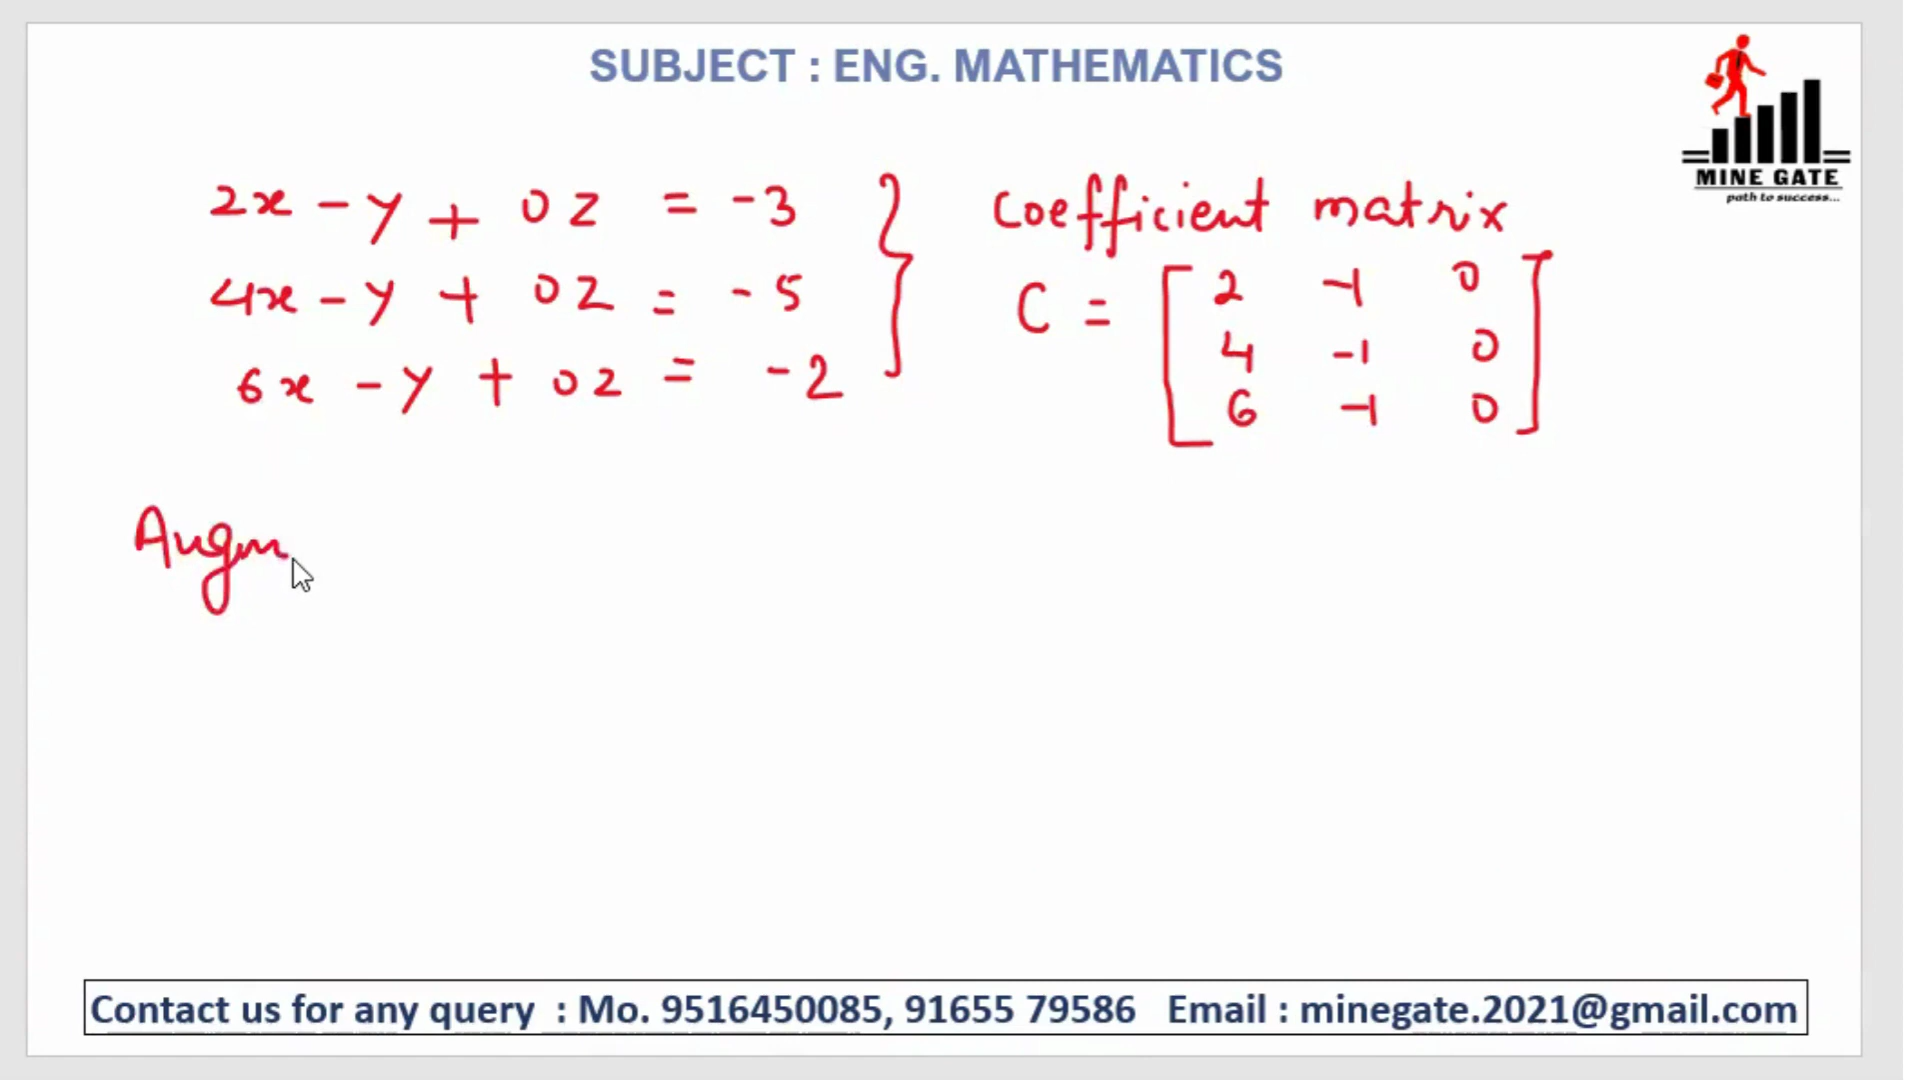 SUBJECT : ENG. MATHEMATICS
MINE GATE
path to success...
2x - y + 0z = -3
4x - y + 0z = -5
6x - y + 0z = -2
Coefficient matrix
C = [ 2 -1 0
4 -1 0
6 -1 0 ]
Augm
Contact us for any query : Mo. 9516450085, 91655 79586 Email : minegate.2021@gmail.com